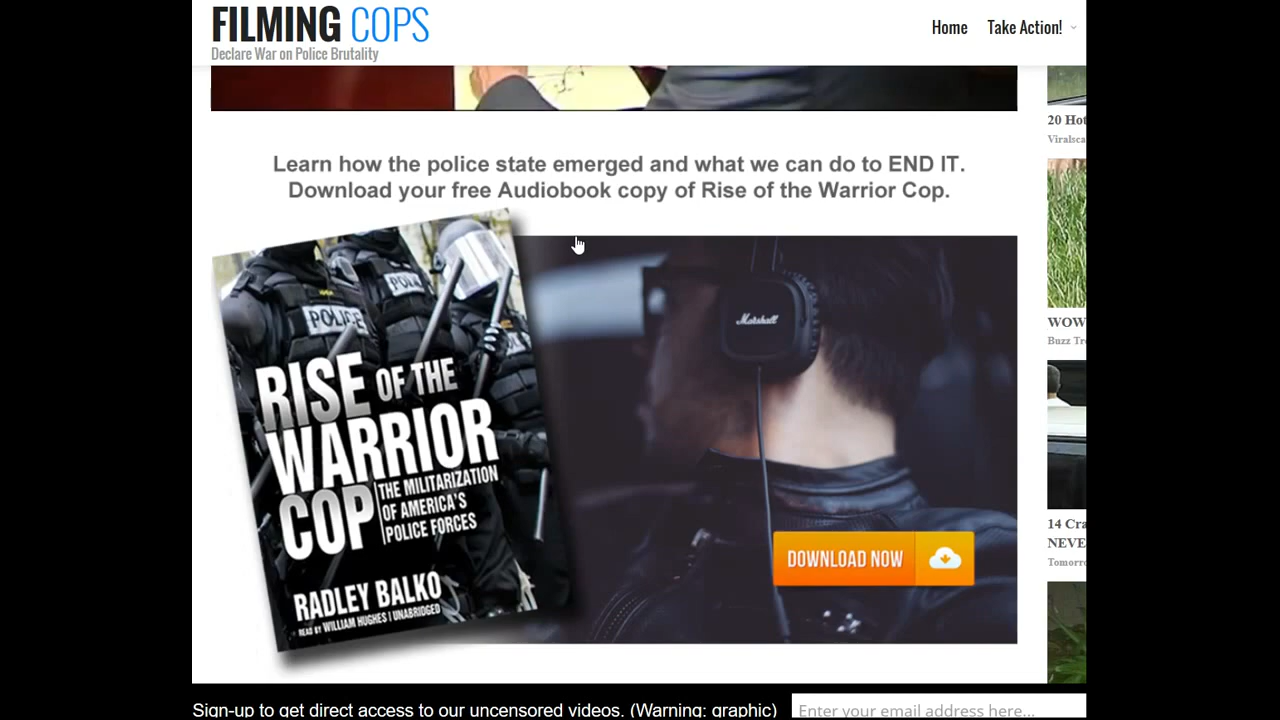 FILMING COPS
Declare War on Police Brutality
Home
Take Action!
20 Hot
Viralsca
Learn how the police state emerged and what we can do to END IT.
Download your free Audiobook copy of Rise of the Warrior Cop.
POLICE
POLI
Marshall
RISE OF THE
WARRIOR
COP
THE MILITARIZATION
OF AMERICA'S
POLICE FORCES
RADLEY BALKO
READ BY WILLIAM HUGHES | UNABRIDGED
DOWNLOAD NOW
WOW
Buzz Tre
14 Cra
NEVE
Tomorro
Sign-up to get direct access to our uncensored videos. (Warning: graphic)
Enter your email address here...